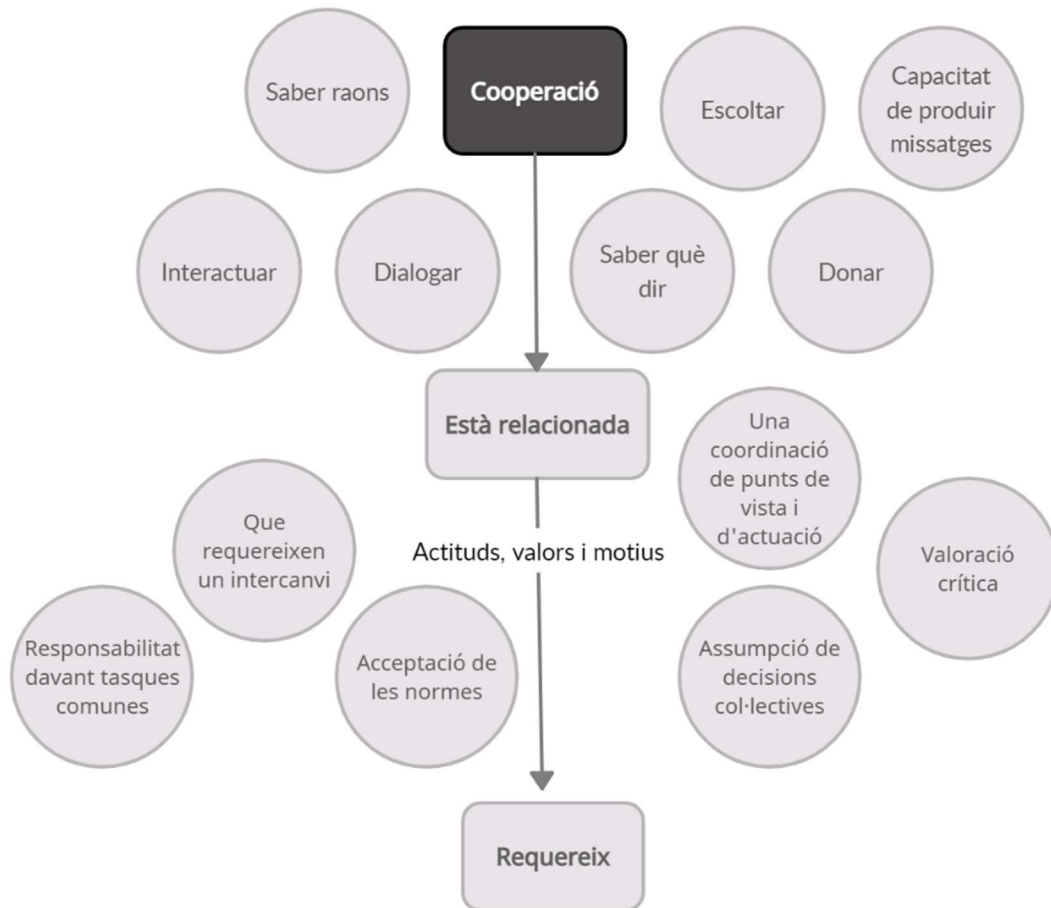 Saber raons
Cooperació
Escoltar
Capacitat
de produir
missatges
Interactuar
Dialogar
Saber què
dir
Donar
Està relacionada
Una
coordinació
de punts de
vista i
d'actuació
Que
requereixen
un intercanvi
Actituds, valors i motius
Valoració
crítica
Responsabilitat
davant tasques
comunes
Acceptació de
les normes
Assumpció de
decisions
col·lectives
Requereix